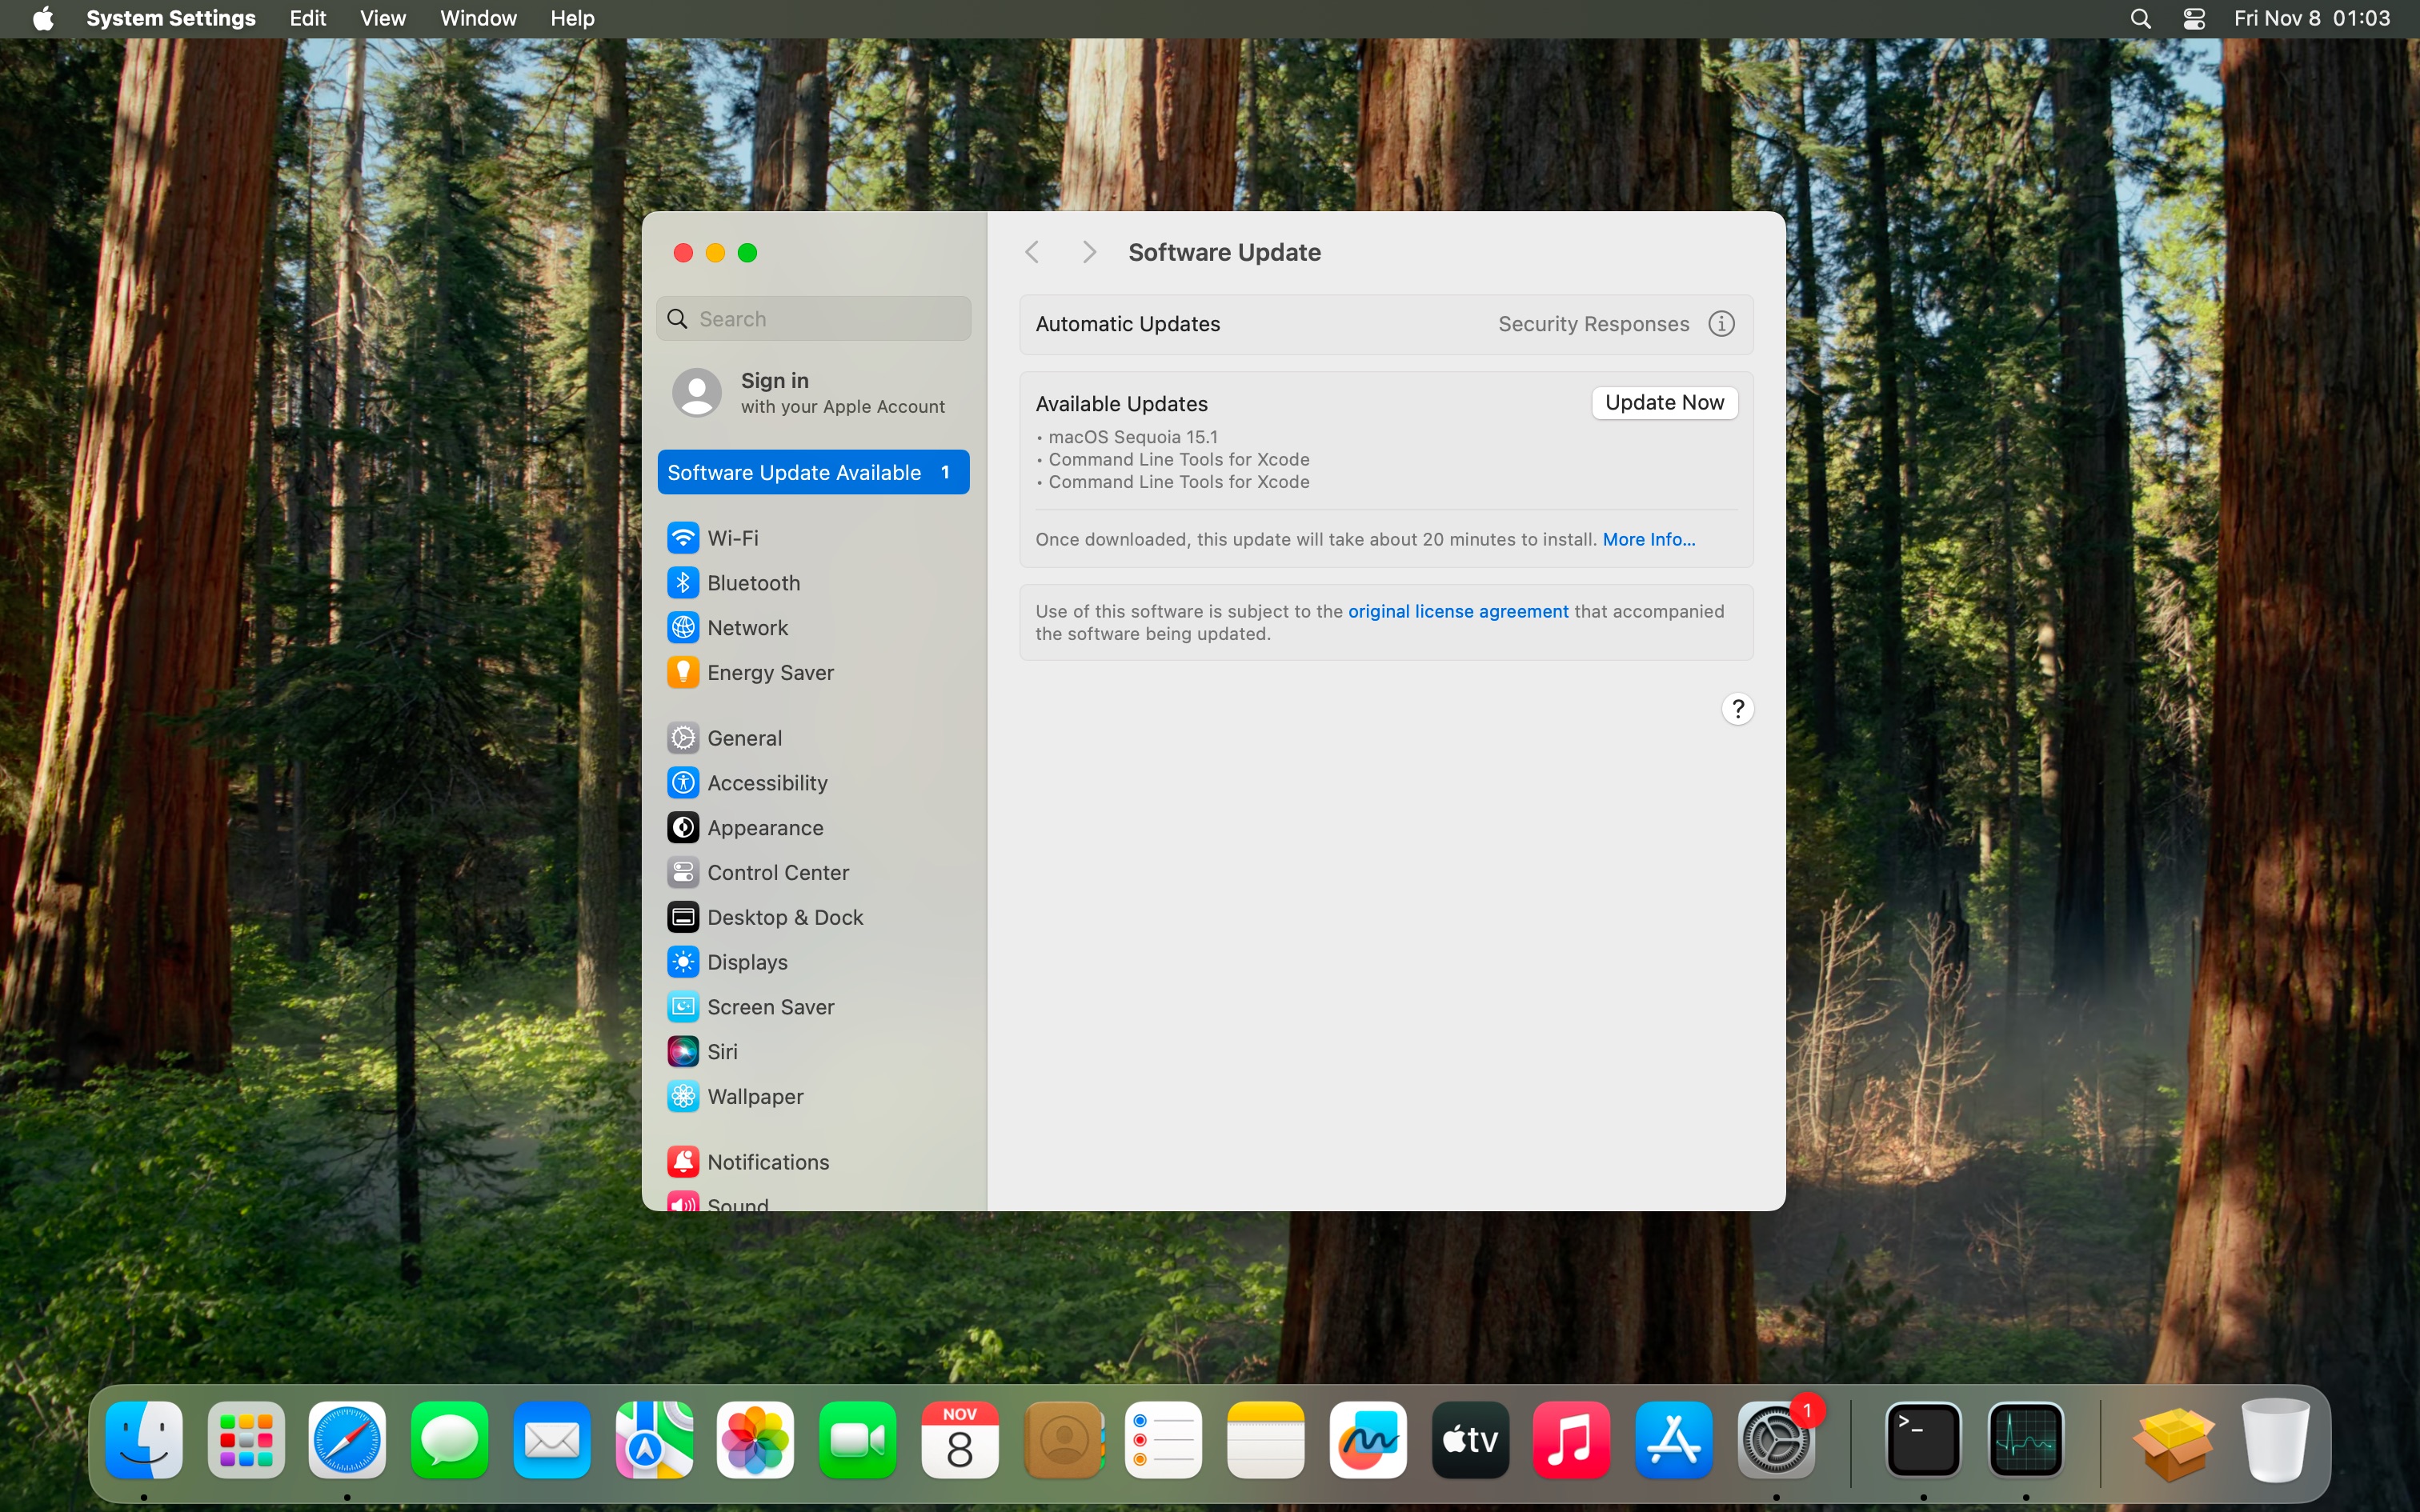 System Settings Edit View Window Help Fri Nov 8 01:03
Search
Sign in
with your Apple Account
Software Update Available 1
Wi-Fi
Bluetooth
Network
Energy Saver
General
Accessibility
Appearance
Control Center
Desktop & Dock
Displays
Screen Saver
Siri
Wallpaper
Notifications
Sound
Software Update
Automatic Updates Security Responses
Available Updates Update Now
• macOS Sequoia 15.1
• Command Line Tools for Xcode
• Command Line Tools for Xcode
Once downloaded, this update will take about 20 minutes to install. More Info...
Use of this software is subject to the original license agreement that accompanied
the software being updated.
?
NOV
8
tv
1
>_